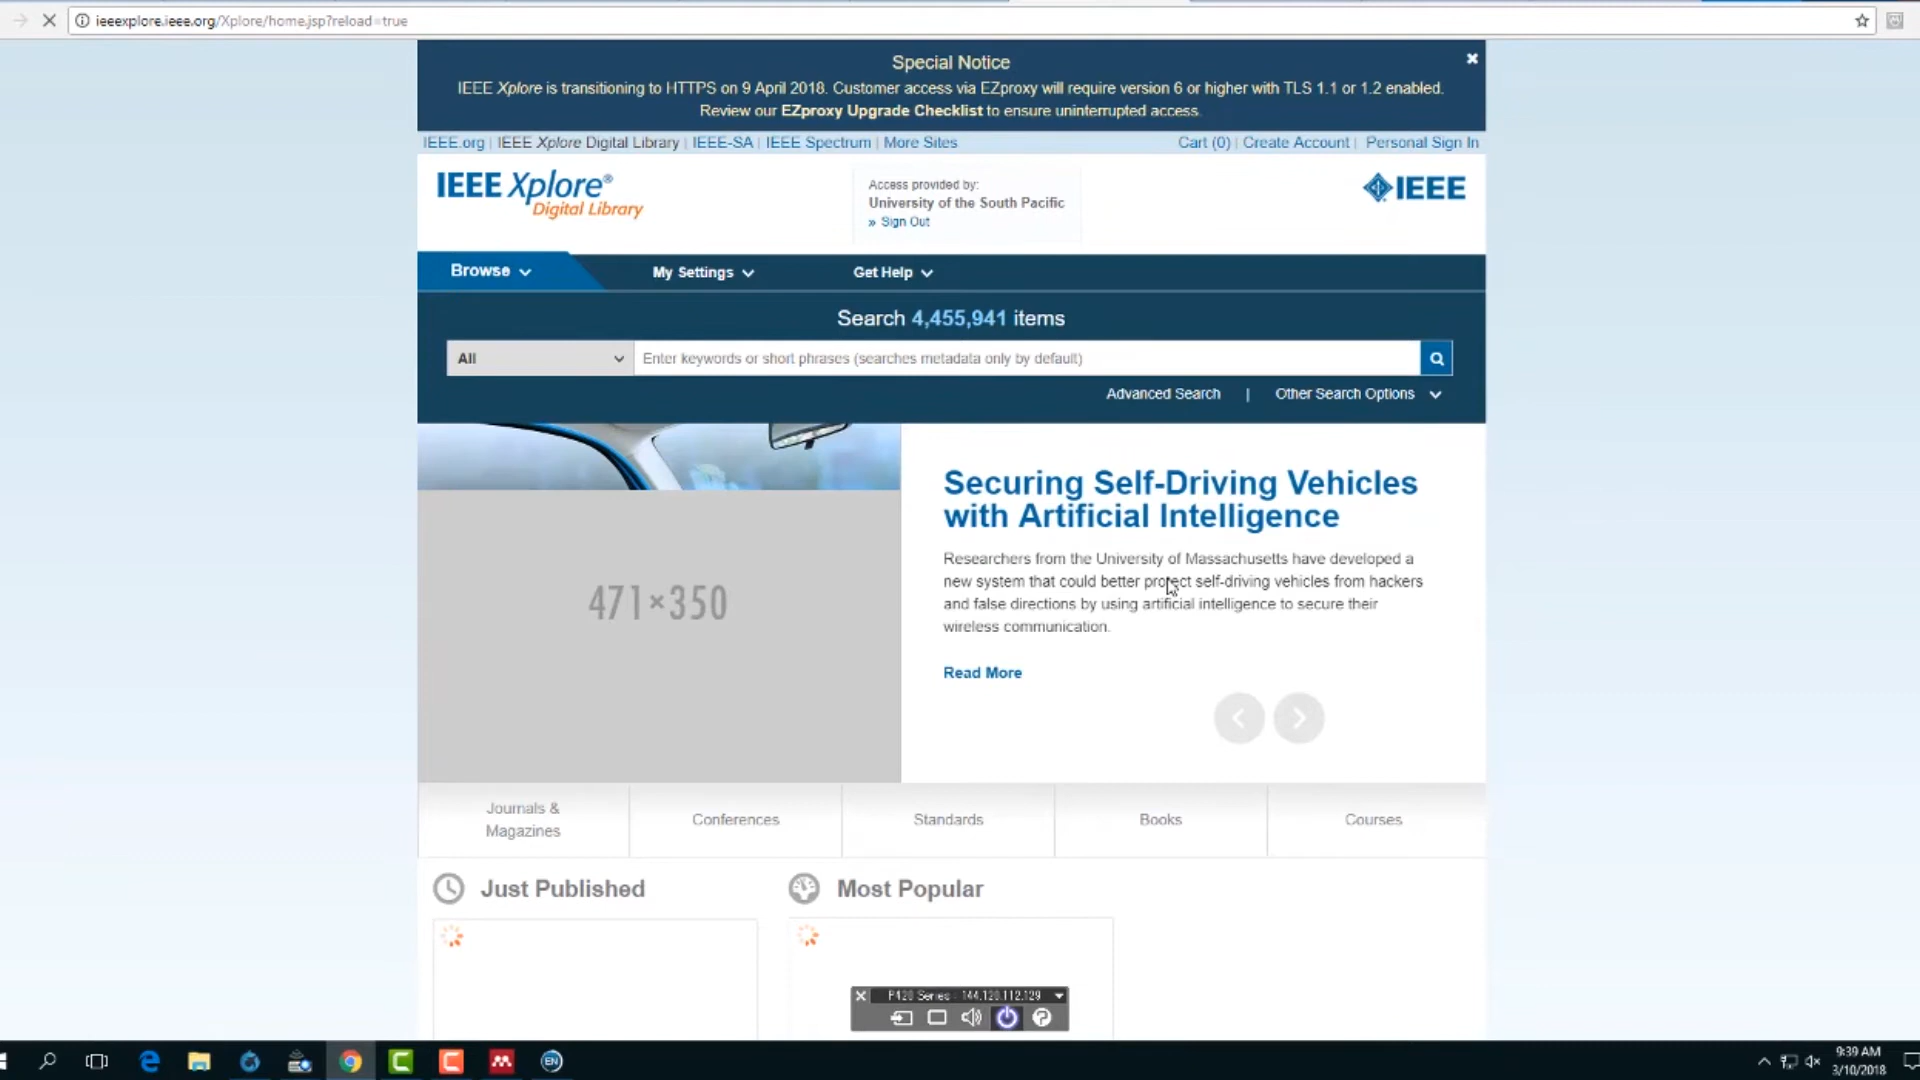 ieeexplore.ieee.org/Xplore/home.jsp?reload=true
Special Notice
IEEE Xplore is transitioning to HTTPS on 9 April 2018. Customer access via EZproxy will require version 6 or higher with TLS 1.1 or 1.2 enabled.
Review our EZproxy Upgrade Checklist to ensure uninterrupted access.
IEEE.org | IEEE Xplore Digital Library | IEEE-SA | IEEE Spectrum | More Sites
Cart (0) | Create Account | Personal Sign In
IEEE Xplore®
Digital Library
Access provided by:
University of the South Pacific
» Sign Out
IEEE
Browse
My Settings
Get Help
Search 4,455,941 items
All
Enter keywords or short phrases (searches metadata only by default)
Advanced Search | Other Search Options
471×350
Securing Self-Driving Vehicles
with Artificial Intelligence
Researchers from the University of Massachusetts have developed a
new system that could better protect self-driving vehicles from hackers
and false directions by using artificial intelligence to secure their
wireless communication.
Read More
Journals &
Magazines
Conferences
Standards
Books
Courses
Just Published
Most Popular
P420 Series : 144.120.112.129
EN
9:39 AM
3/10/2018